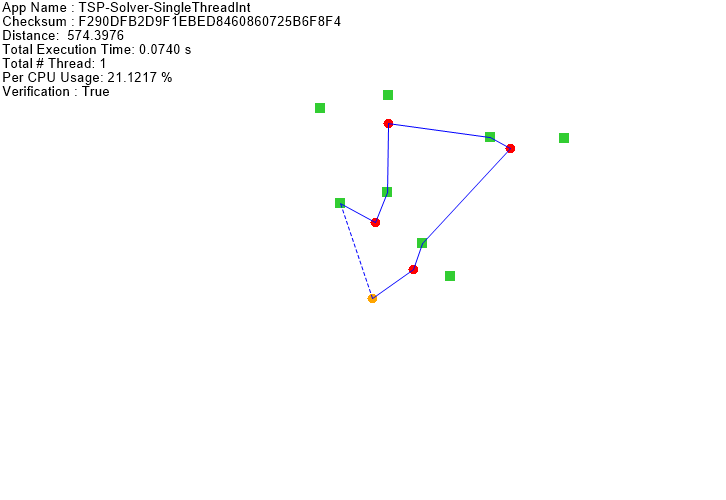 App Name : TSP-Solver-SingleThreadInt
Checksum : F290DFB2D9F1EBED8460860725B6F8F4
Distance:  574.3976
Total Execution Time: 0.0740 s
Total # Thread: 1
Per CPU Usage: 21.1217 %
Verification : True